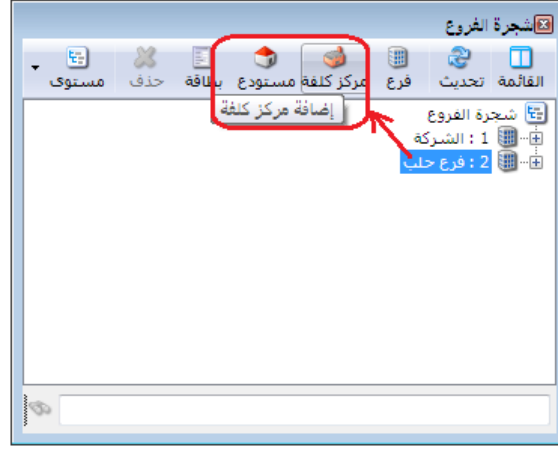 شجرة الفروع
القائمة تحديث فرع مركز كلفة مستودع بطاقة حذف مستوى
إضافة مركز كلفة
شجرة الفروع
1 : الشركة
2 : فرع حلب